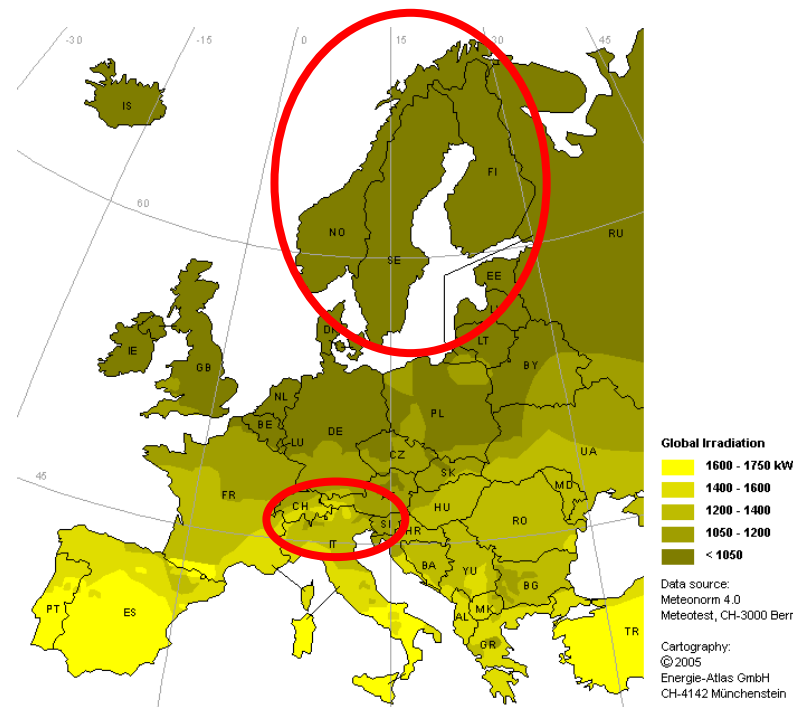 -30 -15 0 15 30 45
IS
60
FI
NO
RU
SE
EE
LV
DK
LT
IE
BY
GB
NL
PL
BE
DE
LU
CZ
UA
SK
45
FR
MD
CH
HU
SI
RO
HR
IT
BA
YU
BG
PT
ES
MK
AL
TR
GR
Global Irradiation
1600 - 1750 kW
1400 - 1600
1200 - 1400
1050 - 1200
< 1050
Data source:
Meteonorm 4.0
Meteotest, CH-3000 Bern
Cartography:
©2005
Energie-Atlas GmbH
CH-4142 Münchenstein